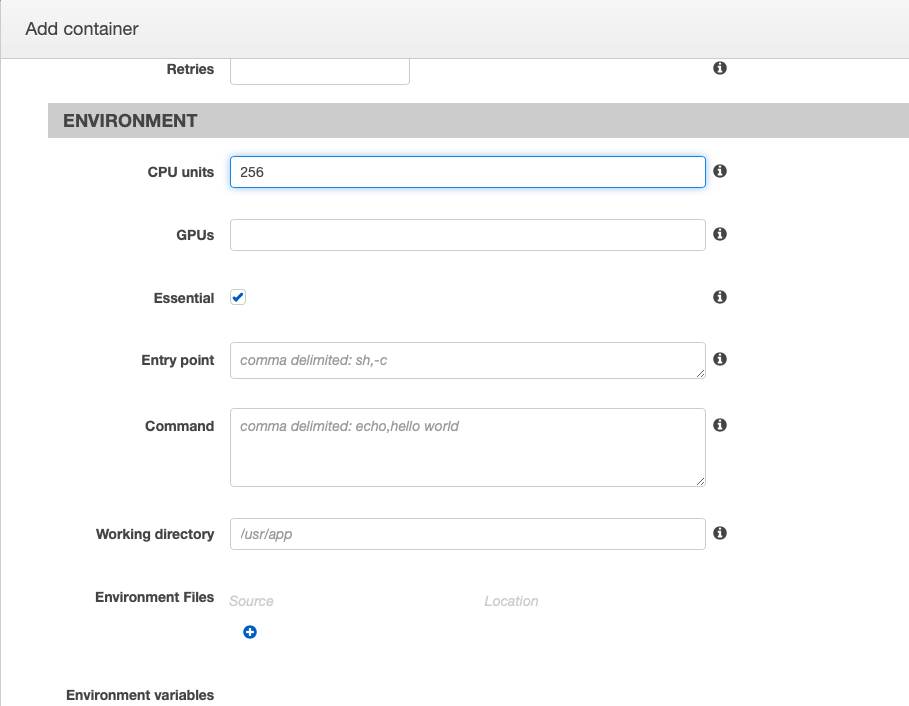 Add container
Retries
ENVIRONMENT
CPU units 256
GPUs
Essential
Entry point comma delimited: sh,-c
Command comma delimited: echo,hello world
Working directory /usr/app
Environment Files Source Location
Environment variables